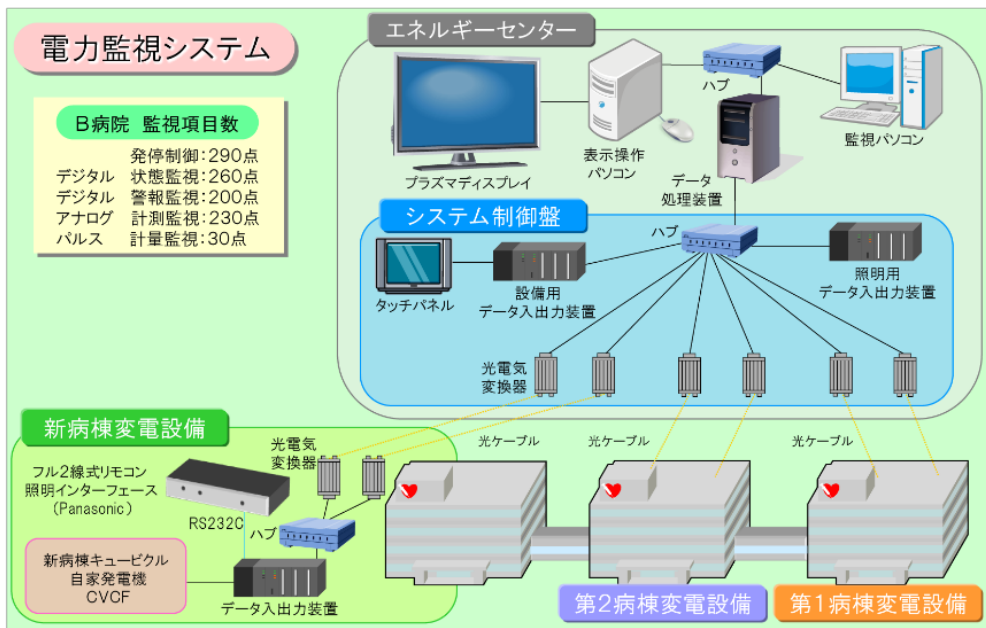 電力監視システム
B病院 監視項目数
発停制御:290点
デジタル 状態監視:260点
デジタル 警報監視:200点
アナログ 計測監視:230点
パルス 計量監視:30点
エネルギーセンター
プラズマディスプレイ
表示操作
パソコン
ハブ
データ
処理装置
監視パソコン
システム制御盤
タッチパネル
設備用
データ入出力装置
ハブ
照明用
データ入出力装置
光電気
変換器
新病棟変電設備
フル2線式リモコン
照明インターフェース
(Panasonic)
RS232C
光電気
変換器
ハブ
新病棟キュービクル
自家発電機
CVCF
データ入出力装置
光ケーブル
光ケーブル
光ケーブル
第2病棟変電設備
第1病棟変電設備